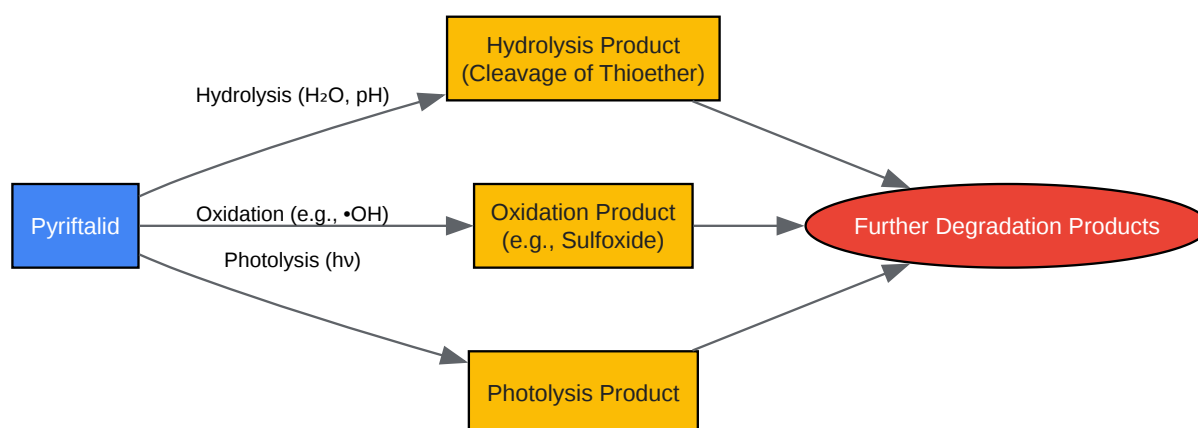 Hydrolysis Product
(Cleavage of Thioether)
Hydrolysis (H₂O, pH)
Pyriftalid
Oxidation (e.g., •OH)
Oxidation Product
(e.g., Sulfoxide)
Further Degradation Products
Photolysis (hν)
Photolysis Product